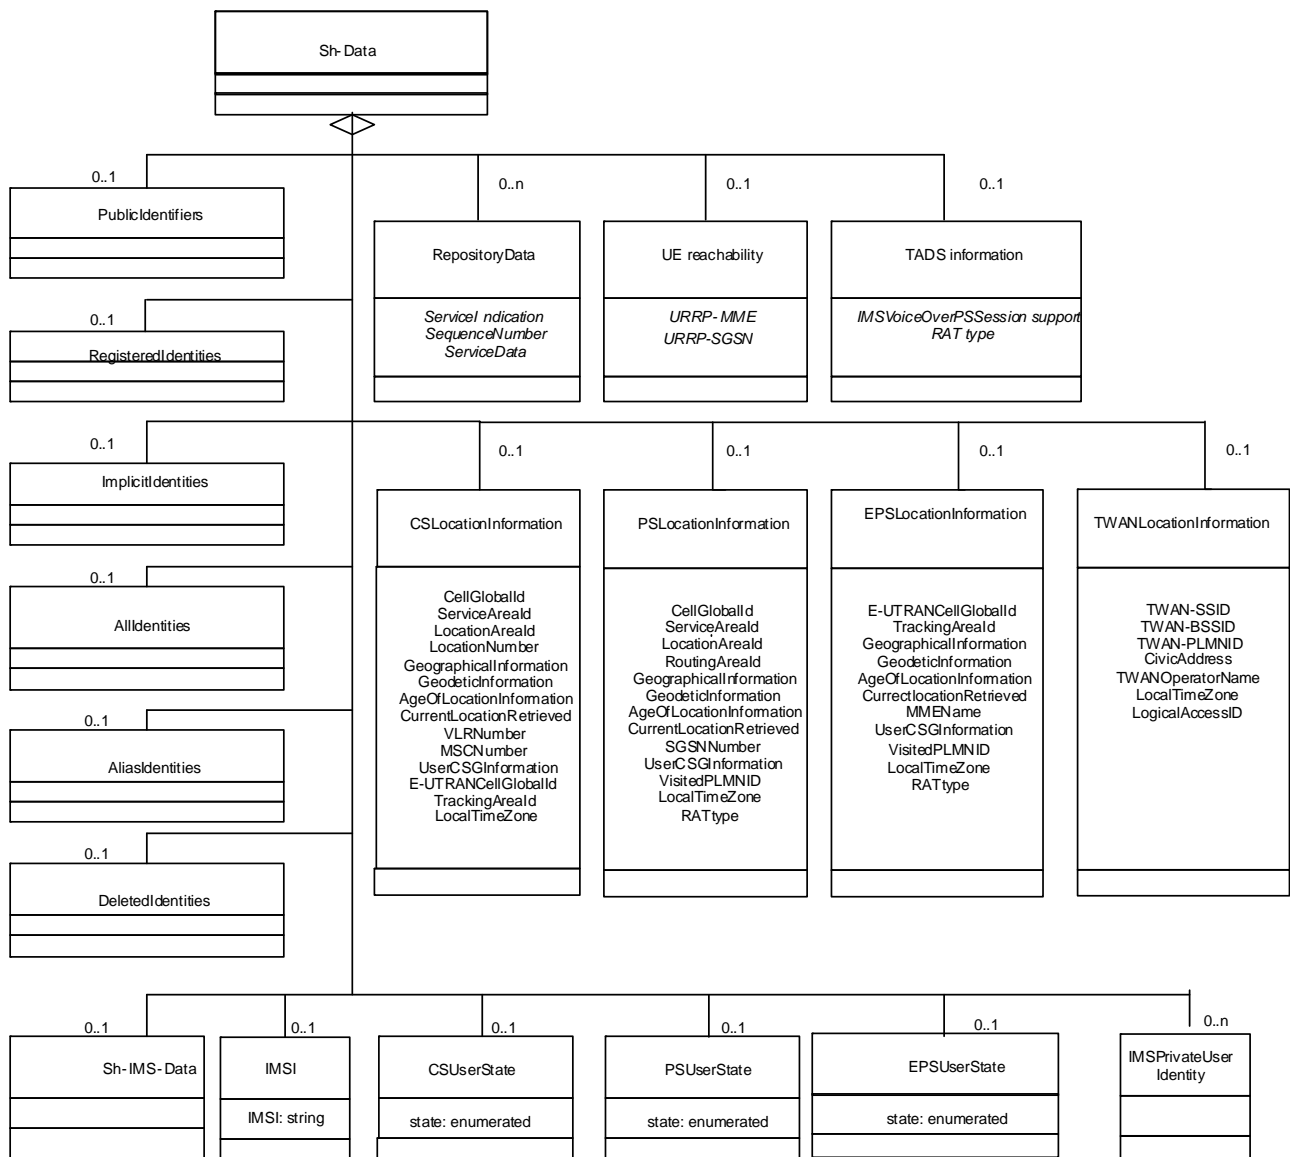 Sh-Data
0..1
PublicIdentifiers
0..n
RepositoryData
ServiceI ndication
SequenceNumber
ServiceData
0..1
UE reachability
URRP-MME
URRP-SGSN
0..1
TADS information
IMSVoiceOverPSSession support
RAT type
0..1
RegisteredIdentities
0..1
ImplicitIdentities
0..1
AllIdentities
0..1
AliasIdentities
0..1
DeletedIdentities
0..1
CSLocationInformation
CellGlobalId
ServiceAreaId
LocationAreaId
LocationNumber
GeographicalInformation
GeodeticInformation
AgeOfLocationInformation
CurrentLocationRetrieved
VLRNumber
MSCNumber
UserCSGInformation
E-UTRANCellGlobalId
TrackingAreaId
LocalTimeZone
0..1
PSLocationInformation
CellGlobalId
ServiceAreaId
LocationAreaId
RoutingAreaId
GeographicalInformation
GeodeticInformation
AgeOfLocationInformation
CurrentLocationRetrieved
SGSNNumber
UserCSGInformation
VisitedPLMNID
LocalTimeZone
RATtype
0..1
EPSLocationInformation
E-UTRANCellGlobalId
TrackingAreaId
GeographicalInformation
GeodeticInformation
AgeOfLocationInformation
CurrectlocationRetrieved
MMEName
UserCSGInformation
VisitedPLMNID
LocalTimeZone
RATtype
0..1
TWANLocationInformation
TWAN-SSID
TWAN-BSSID
TWAN-PLMNID
CivicAddress
TWANOperatorName
LocalTimeZone
LogicalAccessID
0..1
Sh-IMS-Data
0..1
IMSI
IMSI: string
0..1
CSUserState
state: enumerated
0..1
PSUserState
state: enumerated
0..1
EPSUserState
state: enumerated
0..n
IMSPrivateUser
Identity